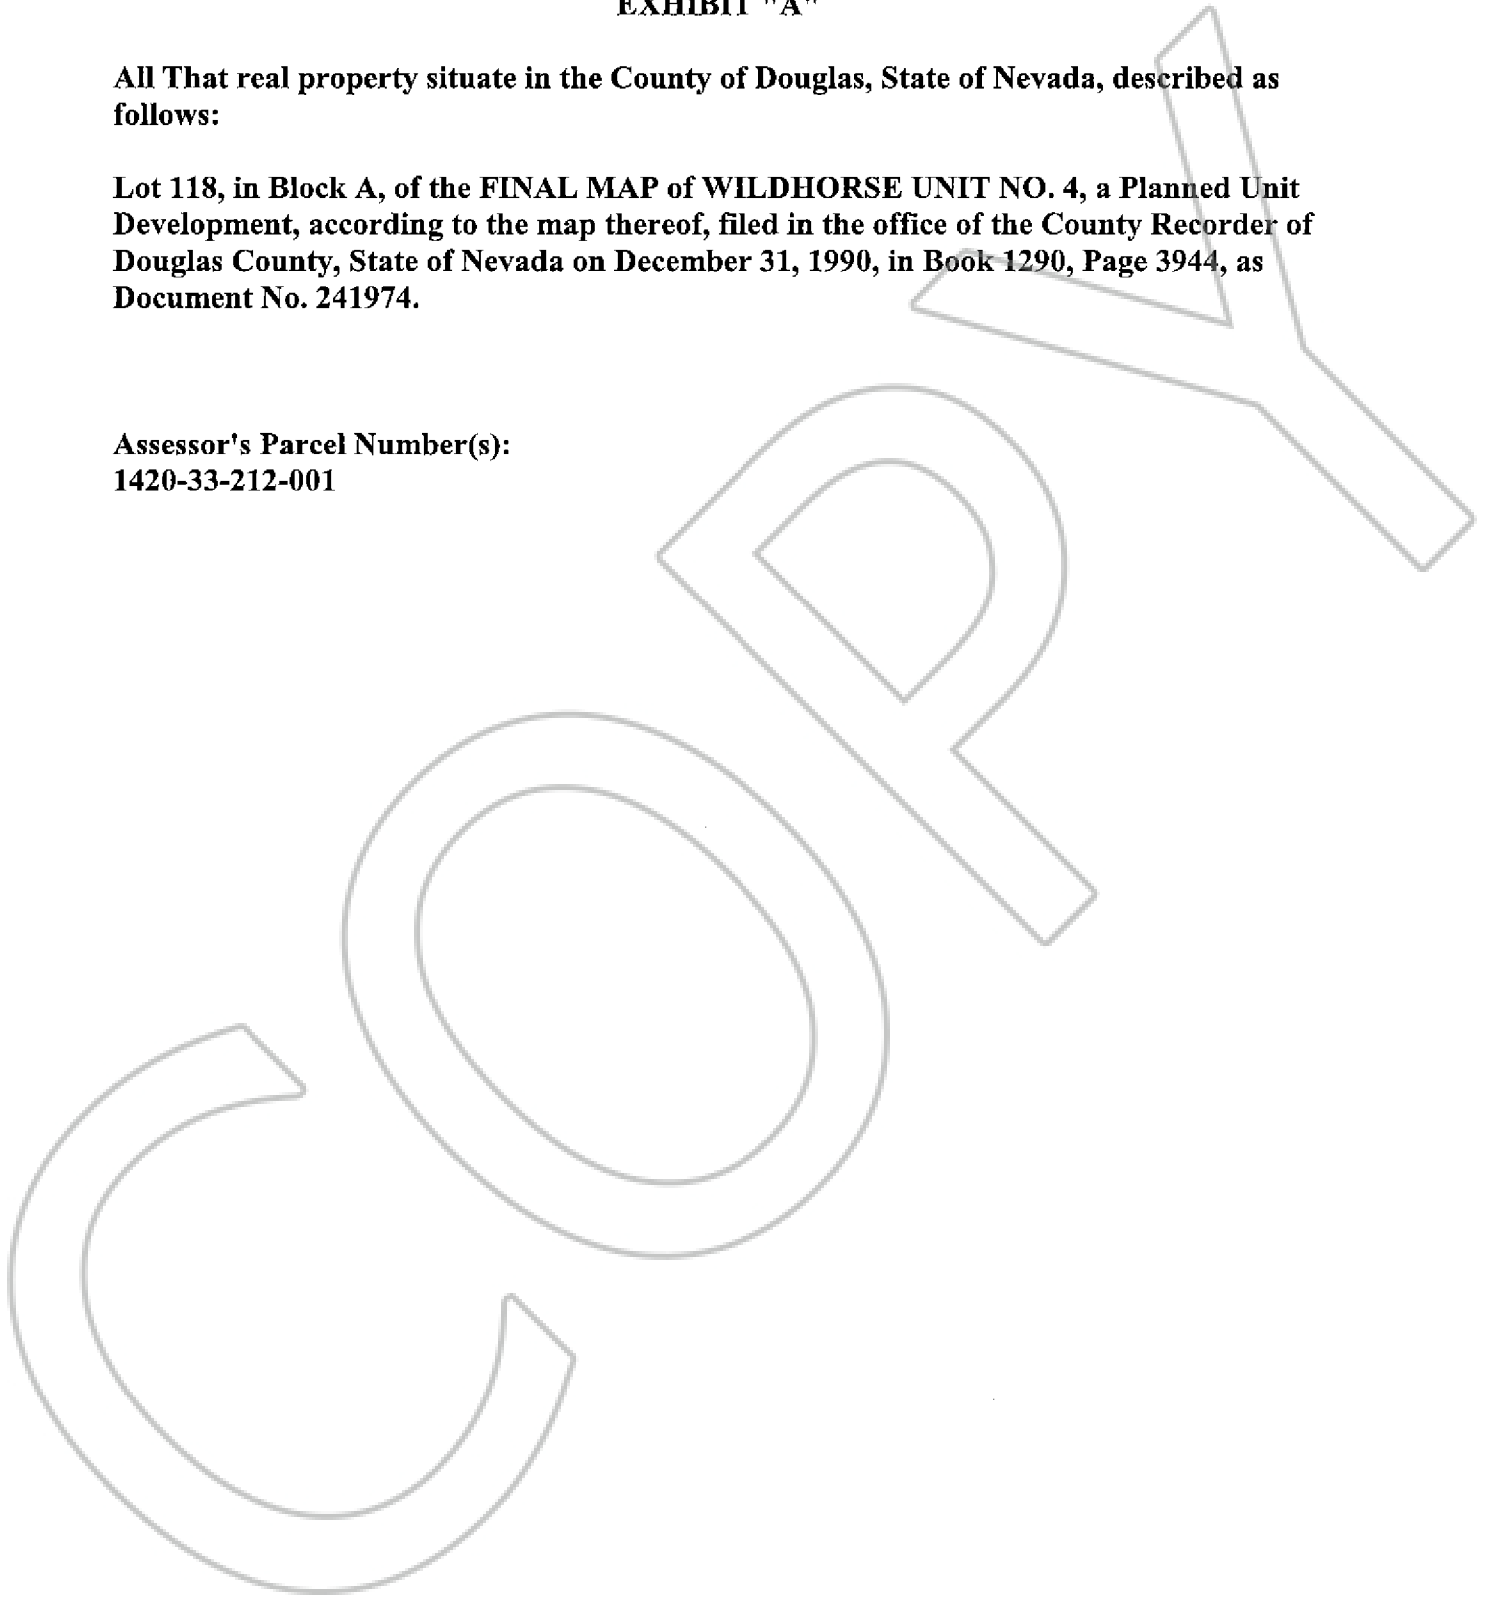 EXHIBIT "A"
All That real property situate in the County of Douglas, State of Nevada, described as
follows:
Lot 118, in Block A, of the FINAL MAP of WILDHORSE UNIT NO. 4, a Planned Unit
Development, according to the map thereof, filed in the office of the County Recorder of
Douglas County, State of Nevada on December 31, 1990, in Book 1290, Page 3944, as
Document No. 241974.
Assessor's Parcel Number(s):
1420-33-212-001
COPY